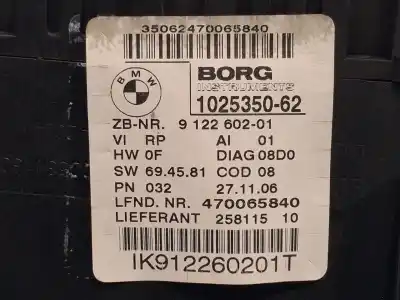 35062470065840
BMW
BORG
INSTRUMENTS
1025350-62
ZB-NR. 9 122 602-01
VI RP AI 01
HW 0F DIAG 08D0
SW 69.45.81 COD 08
PN 032 27.11.06
LFND. NR. 470065840
LIEFERANT 258115 10
IK912260201T